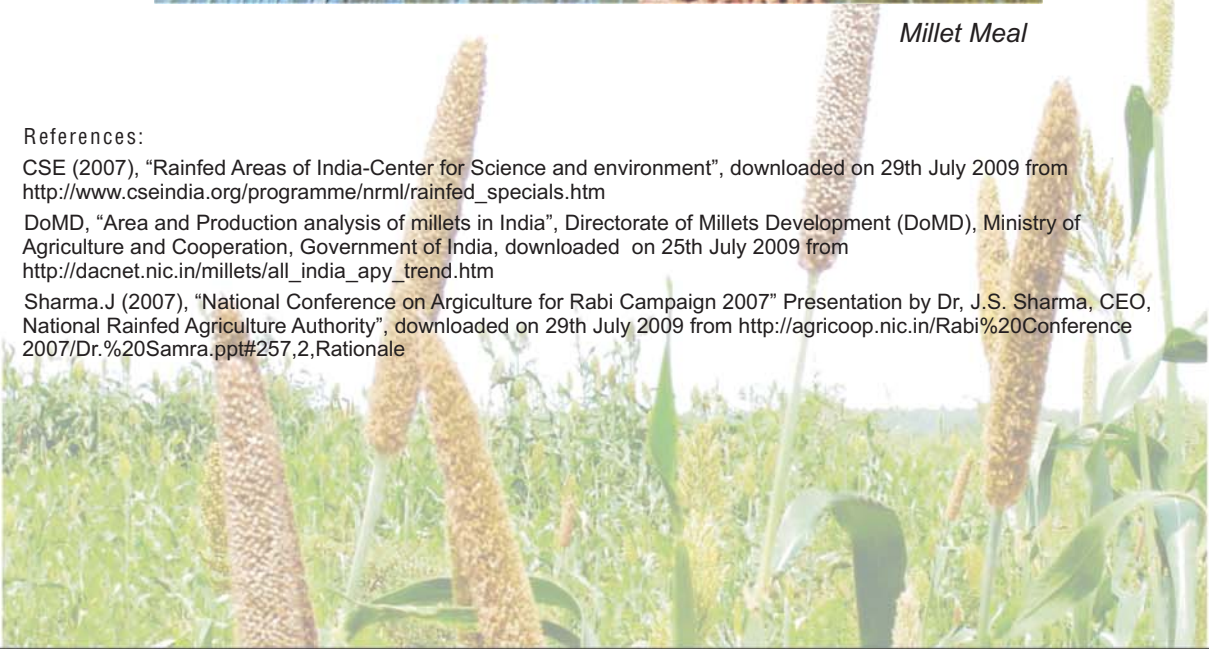 Millet Meal
References:
CSE (2007), “Rainfed Areas of India-Center for Science and environment”, downloaded on 29th July 2009 from
http://www.cseindia.org/programme/nrml/rainfed_specials.htm
DoMD, “Area and Production analysis of millets in India”, Directorate of Millets Development (DoMD), Ministry of
Agriculture and Cooperation, Government of India, downloaded  on 25th July 2009 from
http://dacnet.nic.in/millets/all_india_apy_trend.htm
Sharma.J (2007), “National Conference on Argiculture for Rabi Campaign 2007” Presentation by Dr, J.S. Sharma, CEO,
National Rainfed Agriculture Authority”, downloaded on 29th July 2009 from http://agricoop.nic.in/Rabi%20Conference
2007/Dr.%20Samra.ppt#257,2,Rationale